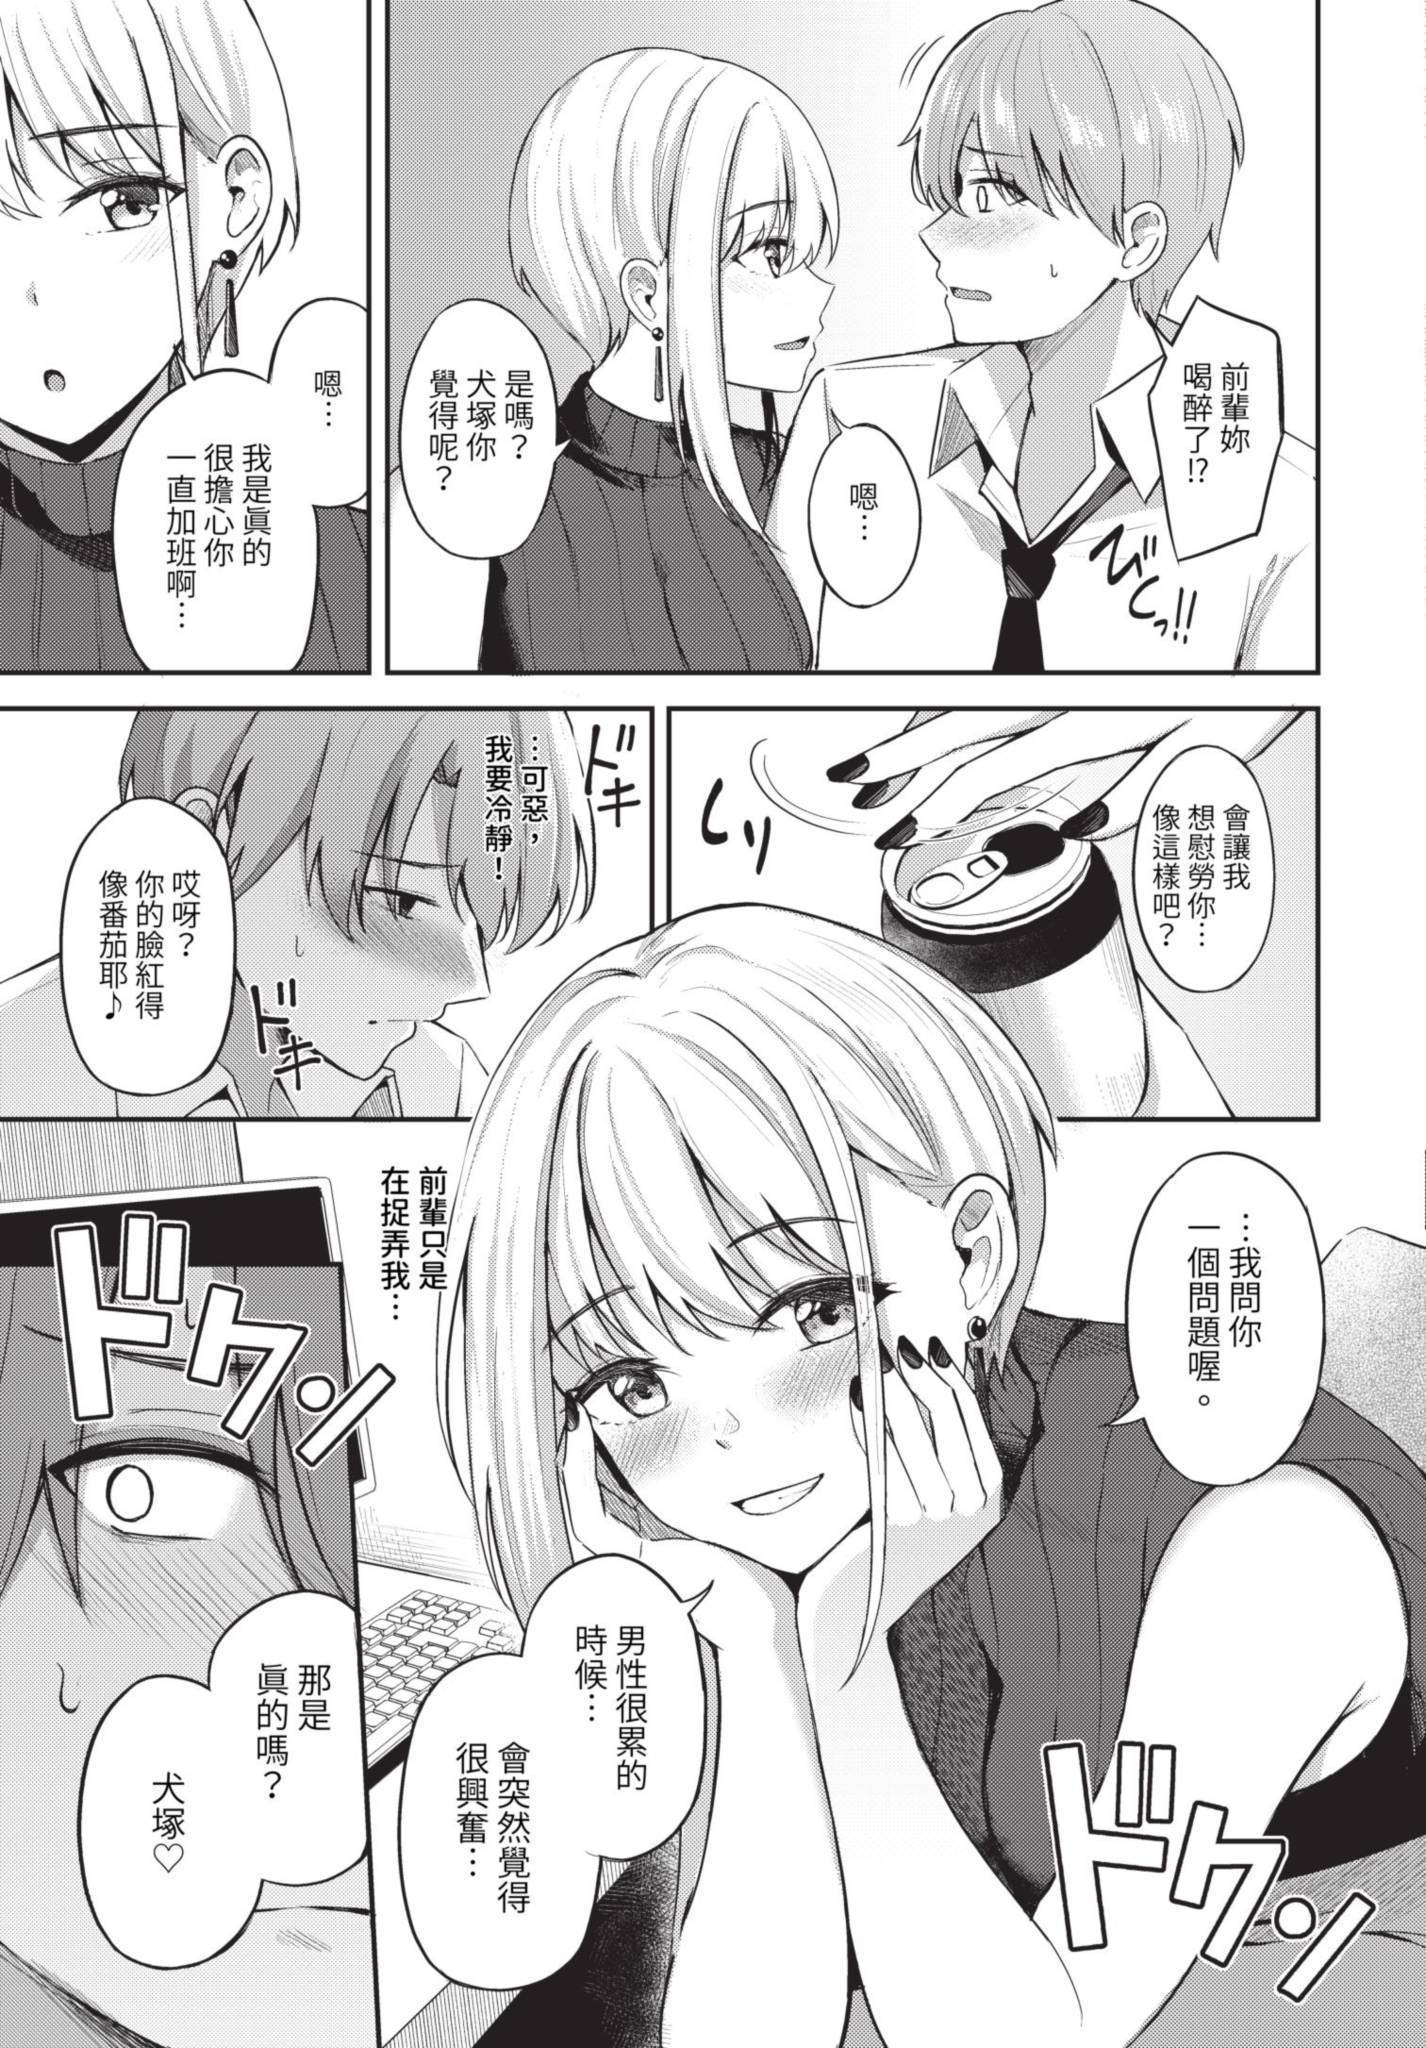 前輩妳
喝醉了!?
びくっ!!
嗯…
是嗎?
犬塚你
覺得呢?
嗯…
我是眞的
很擔心你
一直加班啊…
會讓我
想慰勞你…
像這樣吧?
ドキ
…可惡,
我要冷靜!
哎呀?
你的臉紅得
像番茄耶♪
ドキ
…我問你
一個問題喔。
前輩只是
在捉弄我…
男性很累的
時候…
會突然覺得
很興奮…
ドクン
ドクン
那是
眞的嗎?
犬塚♡